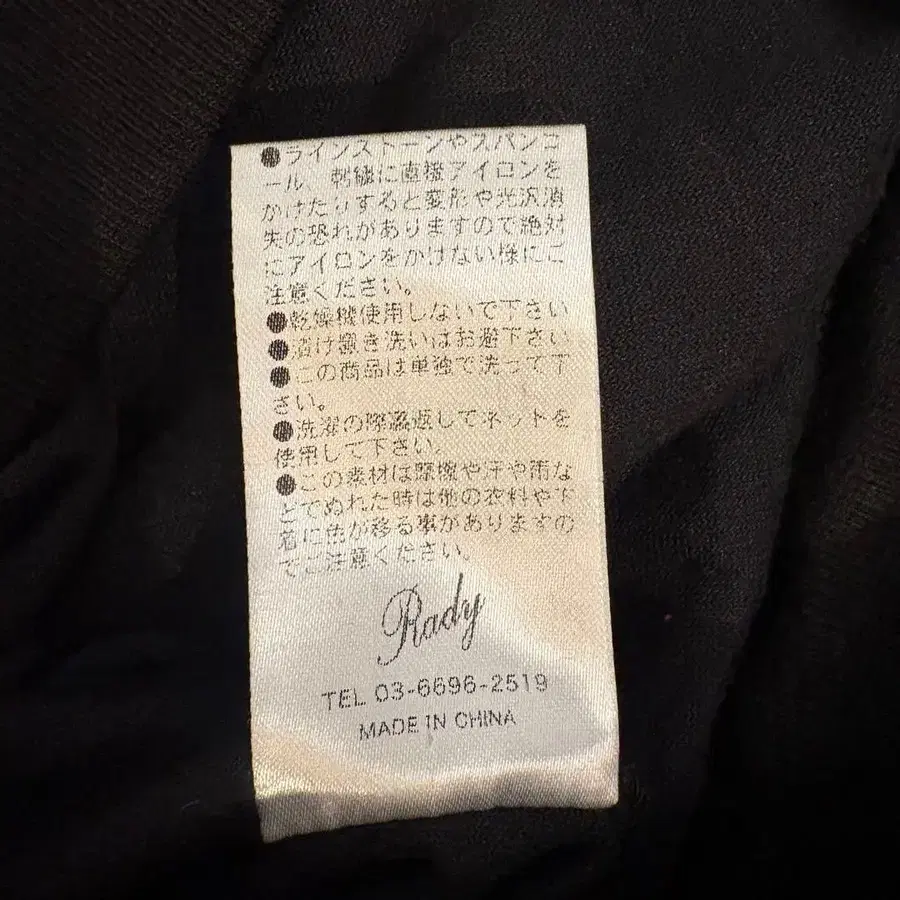 ●ラインストーンやスパンコ
ール、刺繍に直接アイロンを
かけたりすると変形や光沢消
失の恐れがありますので絶対
にアイロンをかけない様にご
注意ください。
●乾燥機使用しないで下さい
●漬け置き洗いはお避下さい
●この商品は単独で洗って下
さい。
●洗濯の際裏返してネットを
使用して下さい。
●この素材は摩擦や汗や雨な
どでぬれた時は他の衣料や下
着に色が移る事がありますの
でご注意ください。
Rady
TEL 03-6696-2519
MADE IN CHINA